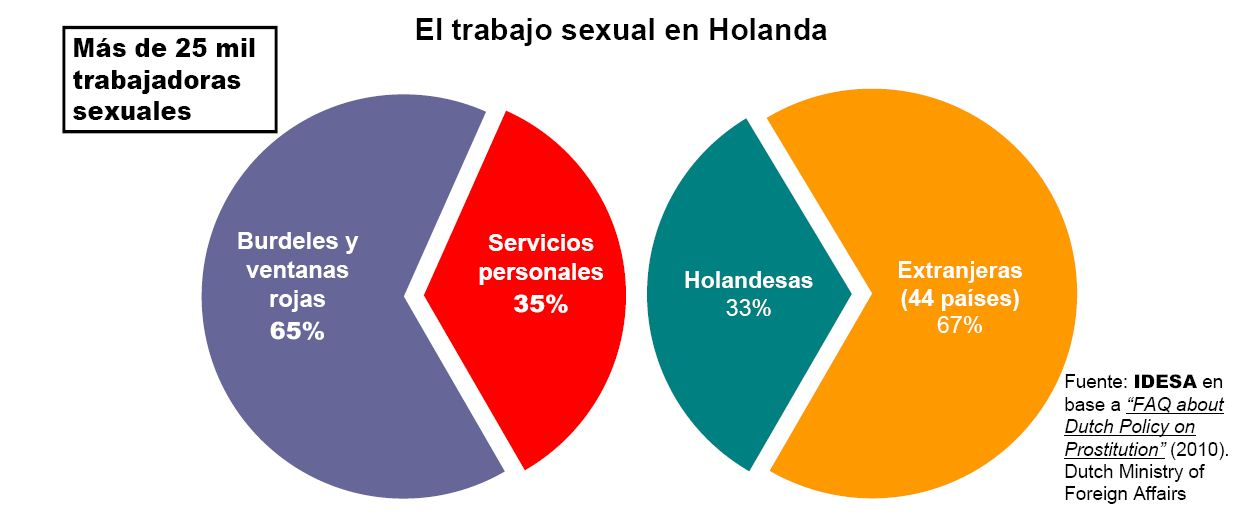 El trabajo sexual en Holanda
Más de 25 mil
trabajadoras
sexuales
Burdeles y
ventanas
rojas
65%
Servicios
personales
35%
Holandesas
33%
Extranjeras
(44 países)
67%
Fuente: IDESA en
base a “FAQ about
Dutch Policy on
Prostitution” (2010).
Dutch Ministry of
Foreign Affairs